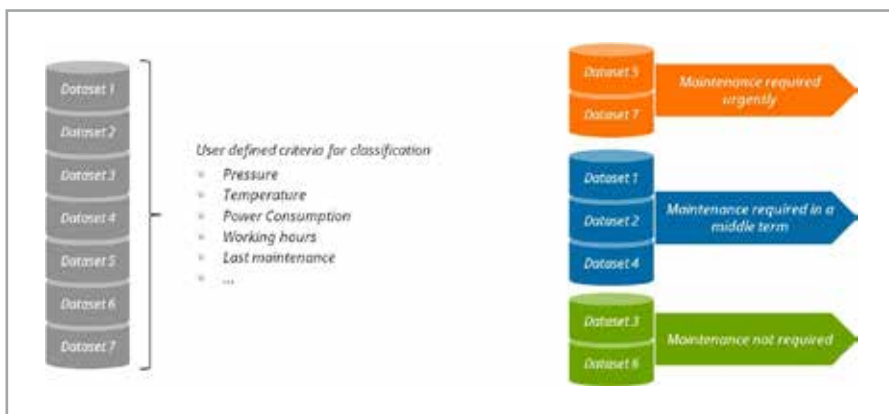 Dataset 1
Dataset 2
Dataset 3
Dataset 4
Dataset 5
Dataset 6
Dataset 7
User defined criteria for classification
Pressure
Temperature
Power Consumption
Working hours
Last maintenance
...
Dataset 5
Dataset 7
Maintenance required
urgently
Dataset 1
Dataset 2
Dataset 4
Maintenance required in a
middle term
Dataset 3
Dataset 6
Maintenance not required